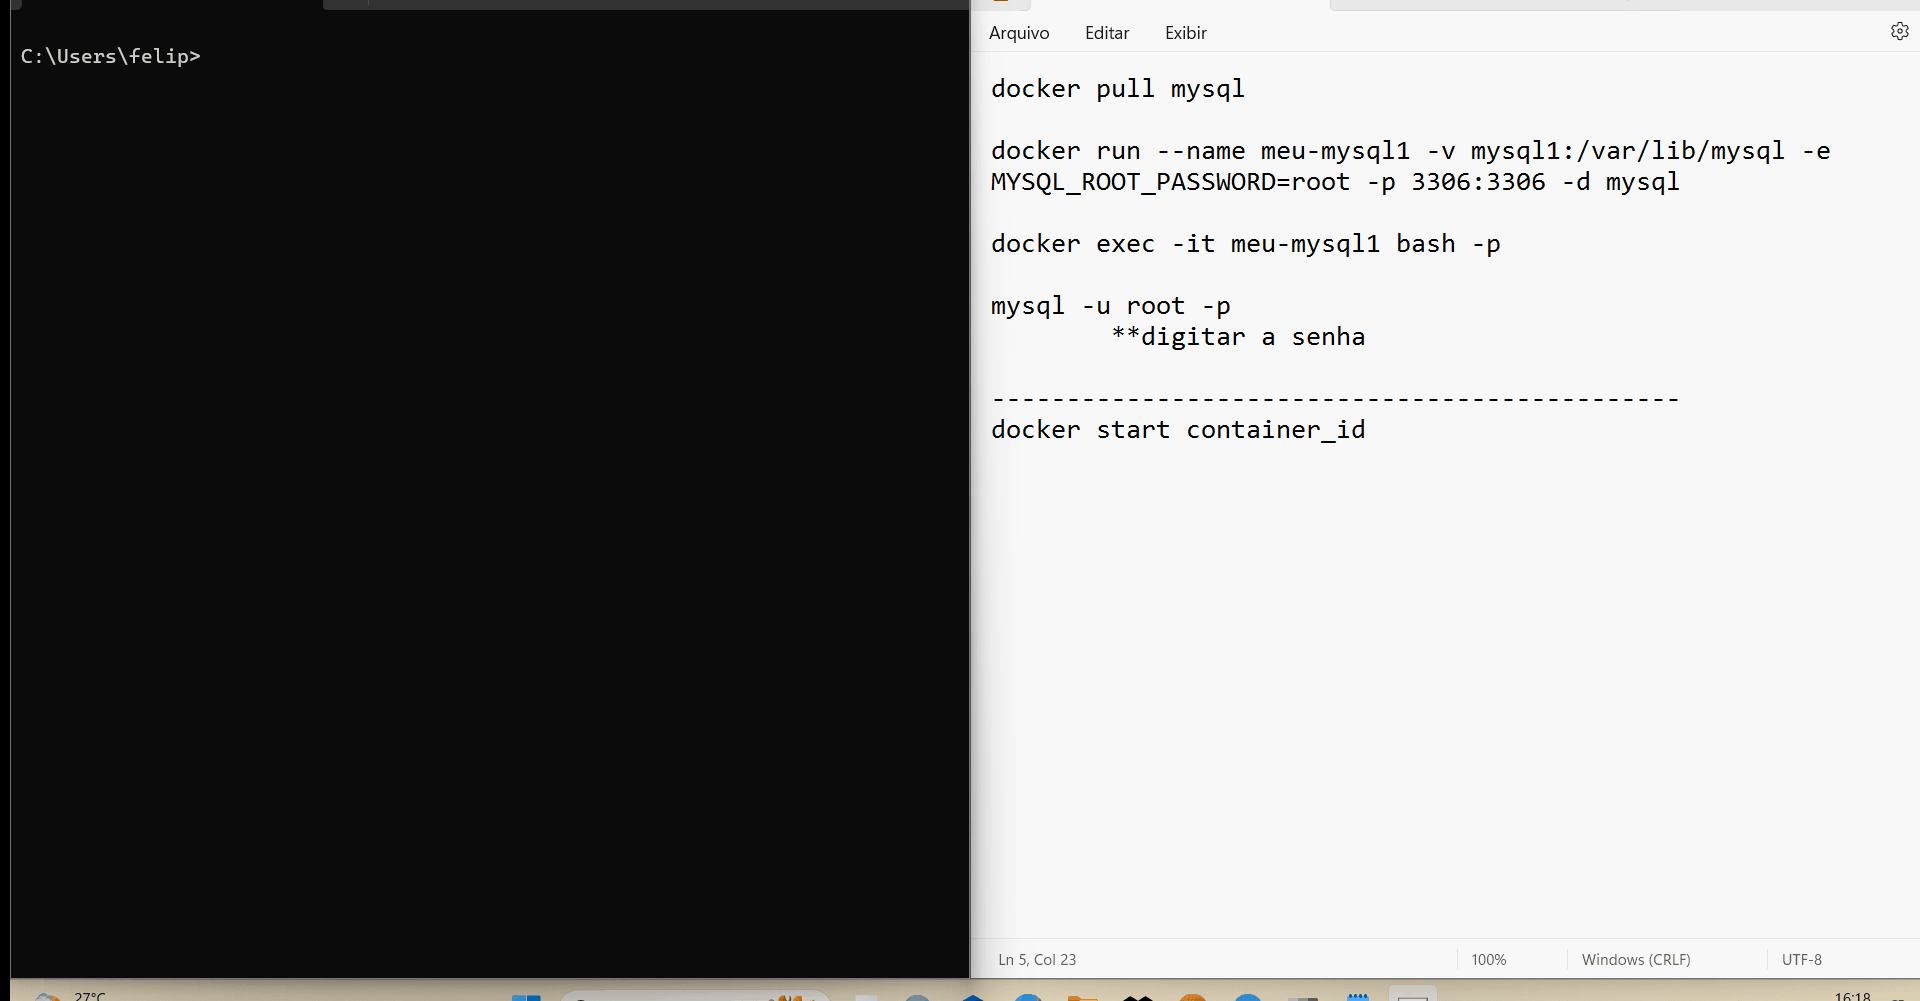 C:\Users\felip>
Arquivo Editar Exibir
docker pull mysql
docker run --name meu-mysql1 -v mysql1:/var/lib/mysql -e
MYSQL_ROOT_PASSWORD=root -p 3306:3306 -d mysql
docker exec -it meu-mysql1 bash -p
mysql -u root -p
**digitar a senha
----------------------------------------------
docker start container_id
Ln 5, Col 23 100% Windows (CRLF) UTF-8
27°C 16:18